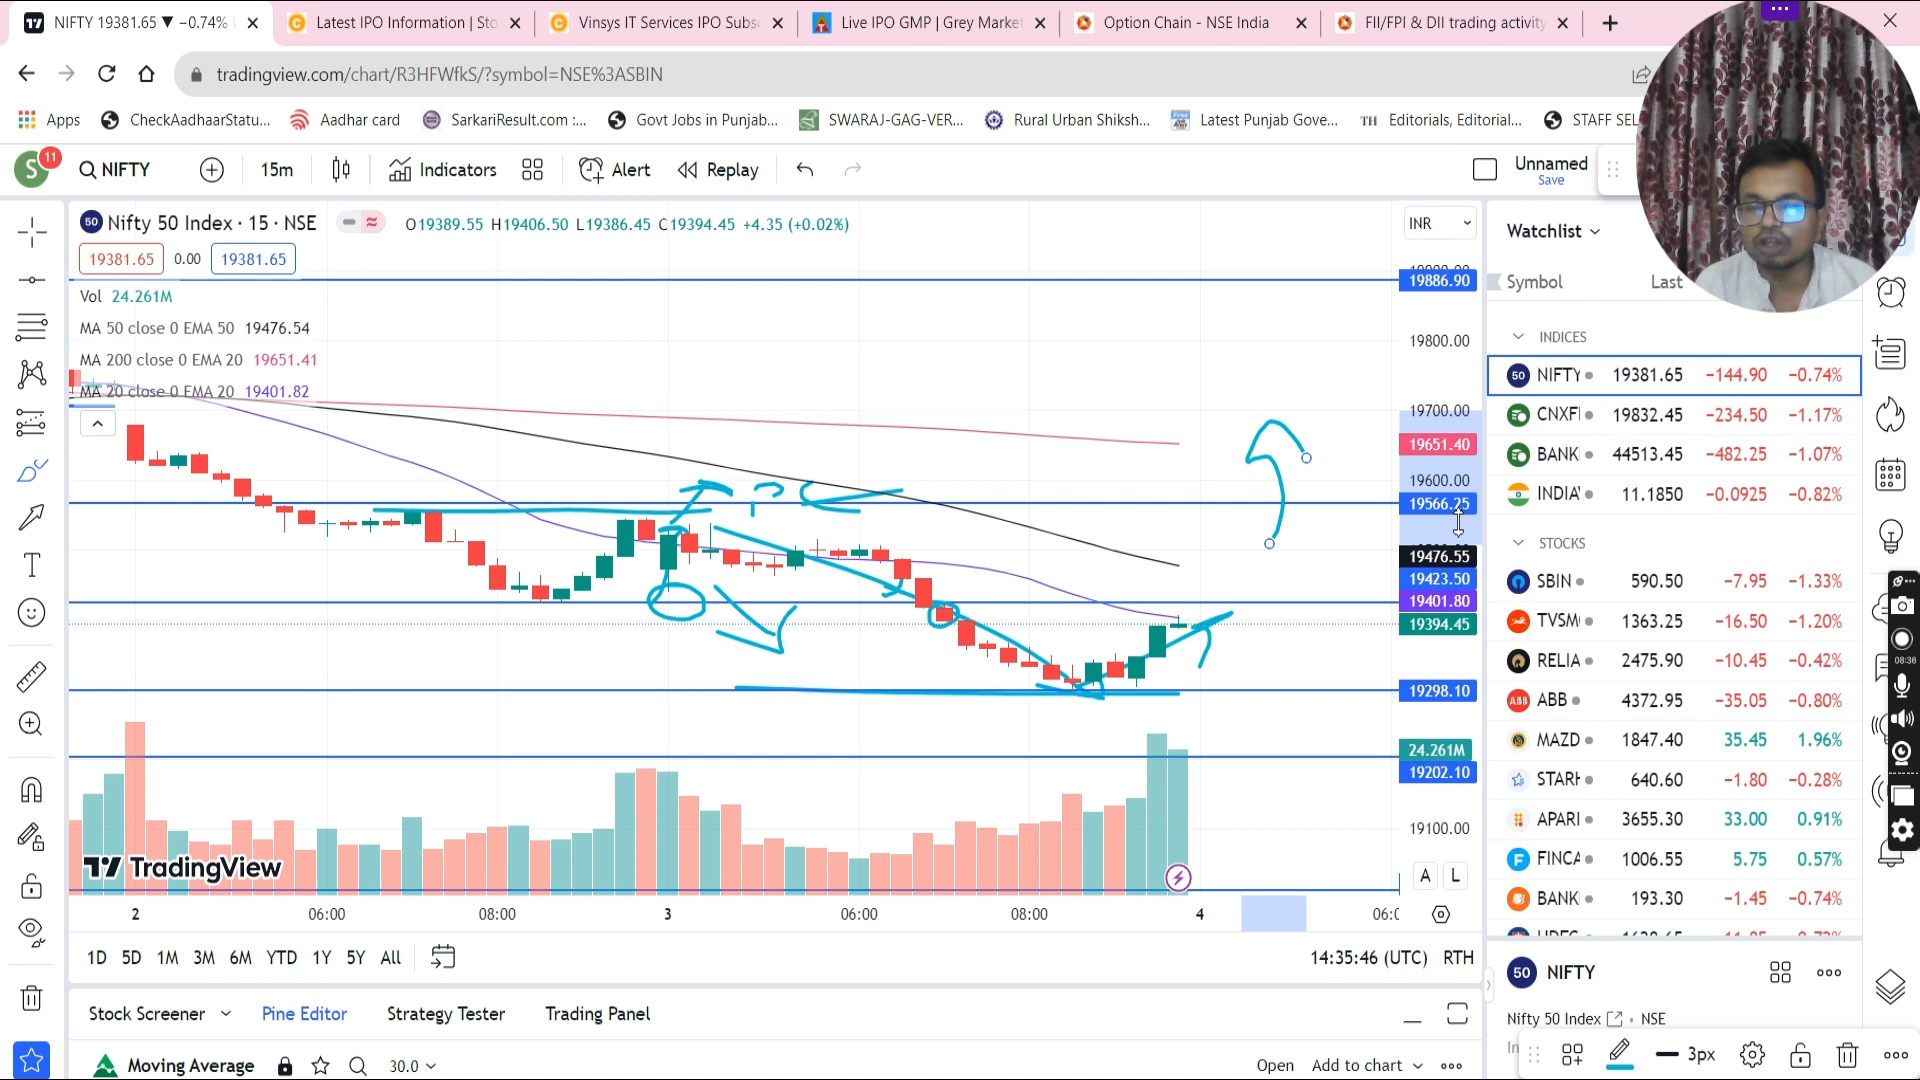 NIFTY 19381.65 ▼ −0.74%
Latest IPO Information | Sto
Vinsys IT Services IPO Subsc
Live IPO GMP | Grey Market
Option Chain - NSE India
FII/FPI & DII trading activity
tradingview.com/chart/R3HFWfkS/?symbol=NSE%3ASBIN
Apps
CheckAadhaarStatu...
Aadhar card
SarkariResult.com :...
Govt Jobs in Punjab...
SWARAJ-GAG-VER...
Rural Urban Shiksh...
Latest Punjab Gove...
TH Editorials, Editorial...
STAFF SEL
S 11
NIFTY
15m
Indicators
Alert
Replay
Unnamed
Save
50 Nifty 50 Index · 15 · NSE
O19389.55 H19406.50 L19386.45 C19394.45 +4.35 (+0.02%)
INR
19381.65 0.00 19381.65
Vol 24.261M
MA 50 close 0 EMA 50 19476.54
MA 200 close 0 EMA 20 19651.41
MA 20 close 0 EMA 20 19401.82
19886.90
19800.00
19700.00
19651.40
19600.00
19566.25
19476.55
19423.50
19401.80
19394.45
19298.10
24.261M
19202.10
19100.00
TradingView
A L
2 06:00 08:00 3 06:00 08:00 4
1D 5D 1M 3M 6M YTD 1Y 5Y All
14:35:46 (UTC) RTH
Stock Screener
Pine Editor
Strategy Tester
Trading Panel
Moving Average
30.0
Open
Add to chart
Watchlist
Symbol Last
INDICES
50 NIFTY 19381.65 −144.90 −0.74%
CNXFI 19832.45 −234.50 −1.17%
BANK 44513.45 −482.25 −1.07%
INDIA 11.1850 −0.0925 −0.82%
STOCKS
SBIN 590.50 −7.95 −1.33%
TVSM 1363.25 −16.50 −1.20%
RELIA 2475.90 −10.45 −0.42%
ABB ABB 4372.95 −35.05 −0.80%
MAZD 1847.40 35.45 1.96%
STARH 640.60 −1.80 −0.28%
APARI 3655.30 33.00 0.91%
FINCA 1006.55 5.75 0.57%
BANK 193.30 −1.45 −0.74%
08:36
50 NIFTY
Nifty 50 Index · NSE
3px